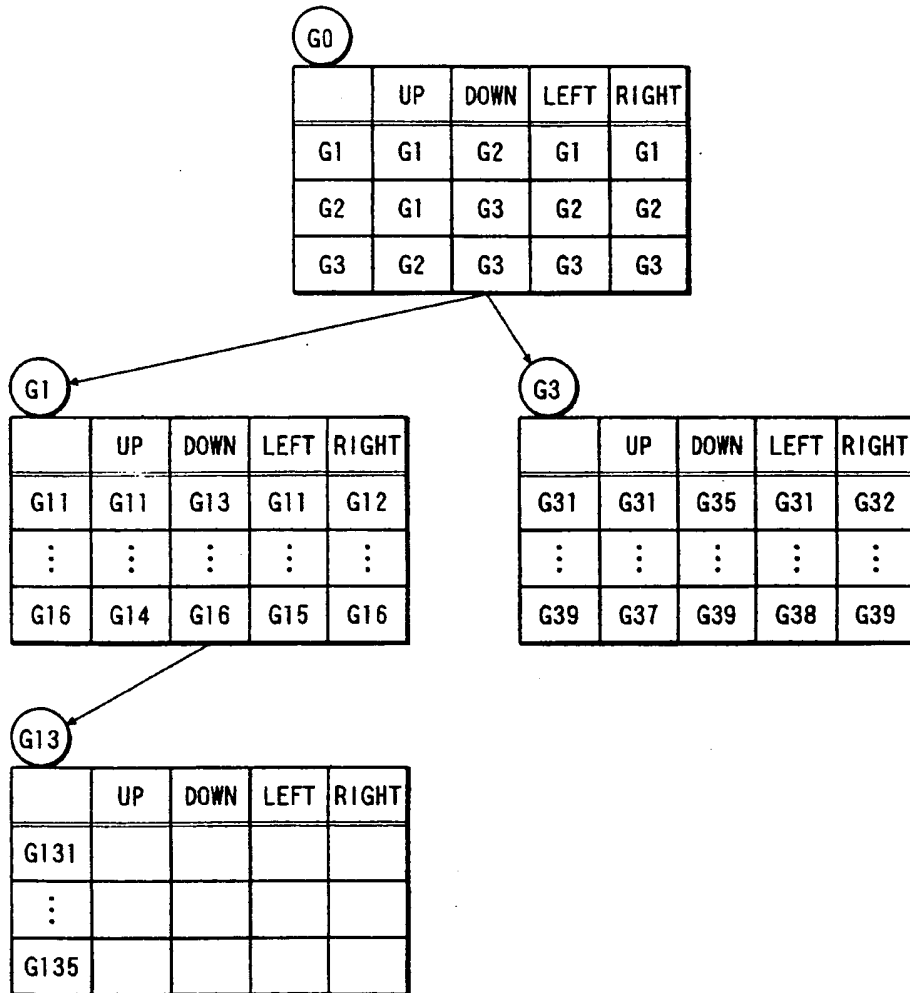 G0
UP DOWN LEFT RIGHT
G1 G1 G2 G1 G1
G2 G1 G3 G2 G2
G3 G2 G3 G3 G3
G1
UP DOWN LEFT RIGHT
G11 G11 G13 G11 G12
⋮ ⋮ ⋮ ⋮ ⋮
G16 G14 G16 G15 G16
G3
UP DOWN LEFT RIGHT
G31 G31 G35 G31 G32
⋮ ⋮ ⋮ ⋮ ⋮
G39 G37 G39 G38 G39
G13
UP DOWN LEFT RIGHT
G131
⋮
G135